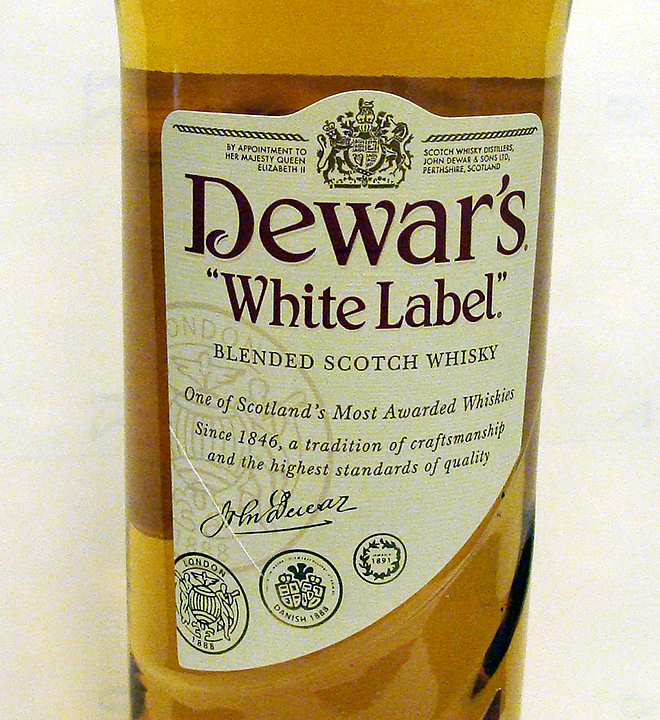 BY APPOINTMENT TO
HER MAJESTY QUEEN
ELIZABETH II
SCOTCH WHISKY DISTILLERS,
JOHN DEWAR & SONS LTD,
PERTHSHIRE, SCOTLAND
Dewar's
"White Label"
BLENDED SCOTCH WHISKY
One of Scotland's Most Awarded Whiskies
Since 1846, a tradition of craftsmanship
and the highest standards of quality
John Dewar
LONDON
1888
LONDON
1888
DANISH 1888
1891